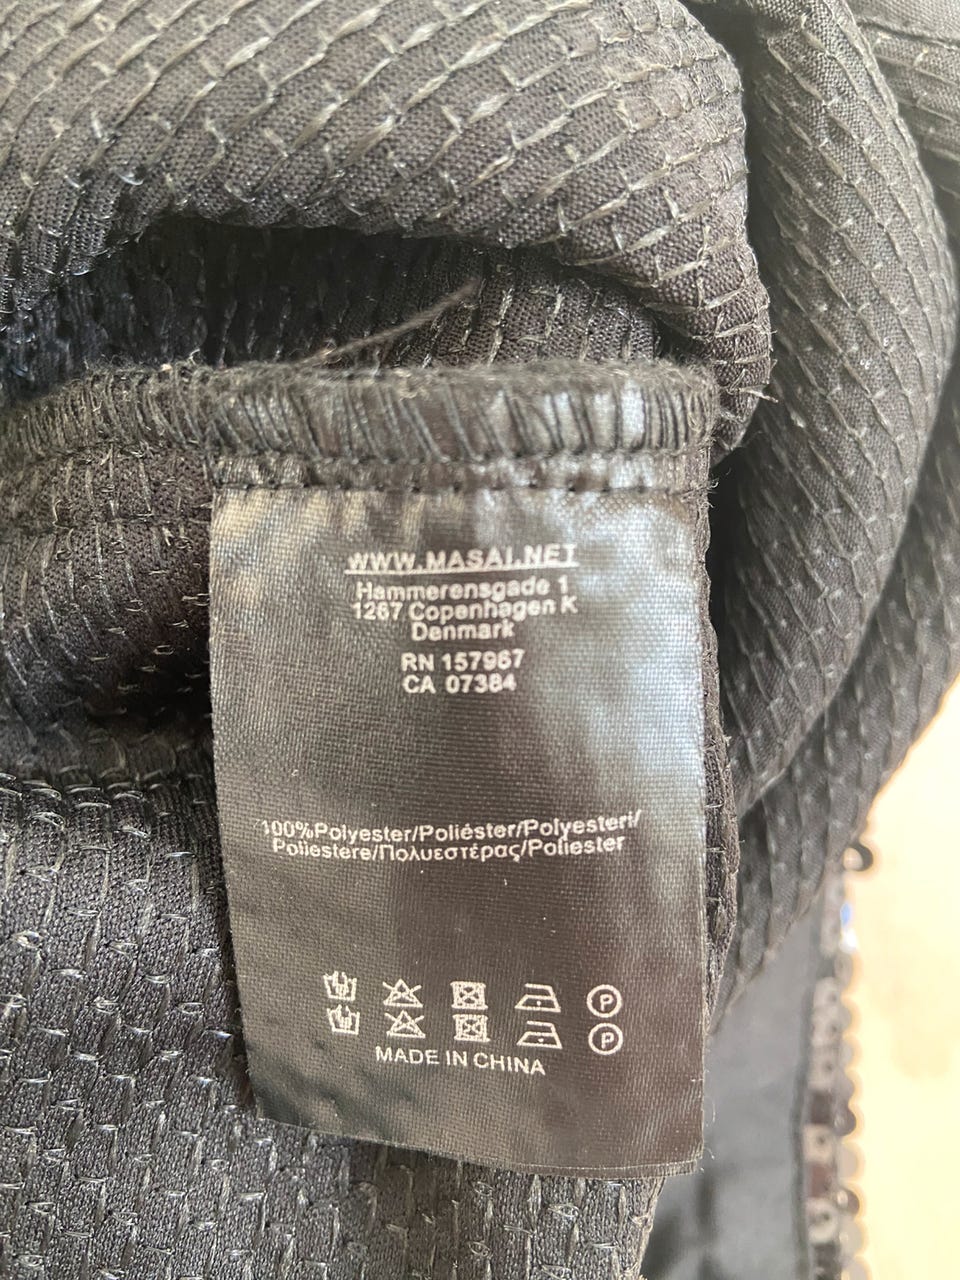 WWW.MASAI.NET
Hammerensgade 1
1267 Copenhagen K
Denmark
RN 157967
CA 07384
100%Polyester/Poliéster/Polyesteri/
Poliestere/Πολυεστέρας/Poliester
P
P
MADE IN CHINA